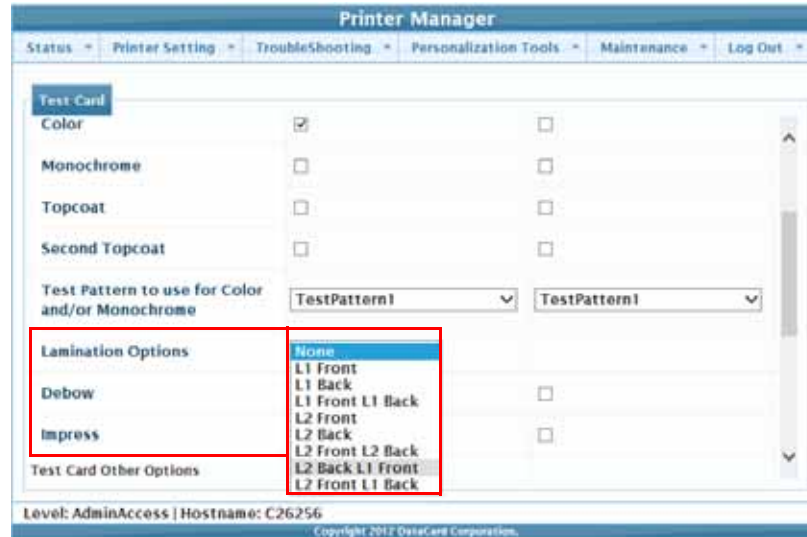 Printer Manager
Status Printer Setting TroubleShooting Personalization Tools Maintenance Log Out
Test Card
Color
Monochrome
Topcoat
Second Topcoat
Test Pattern to use for Color and/or Monochrome TestPattern1 TestPattern1
Lamination Options None
L1 Front
L1 Back
L1 Front L1 Back
Debow
L2 Front
L2 Back
Impress
L2 Front L2 Back
L2 Back L1 Front
Test Card Other Options
L2 Front L1 Back
Level: AdminAccess | Hostname: C26256
Copyright 2012 DataCard Corporation.